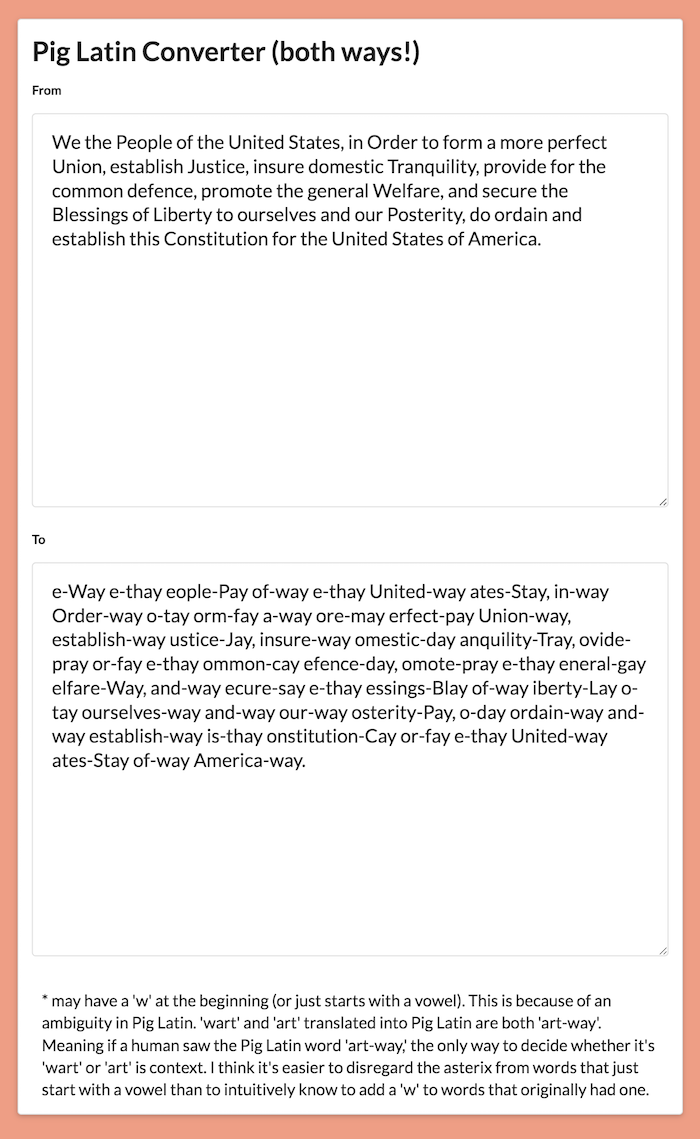 Pig Latin Converter (both ways!)
From
We the People of the United States, in Order to form a more perfect
Union, establish Justice, insure domestic Tranquility, provide for the
common defence, promote the general Welfare, and secure the
Blessings of Liberty to ourselves and our Posterity, do ordain and
establish this Constitution for the United States of America.
To
e-Way e-thay eople-Pay of-way e-thay United-way ates-Stay, in-way
Order-way o-tay orm-fay a-way ore-may erfect-pay Union-way,
establish-way ustice-Jay, insure-way omestic-day anquility-Tray, ovide-
pray or-fay e-thay ommon-cay efence-day, omote-pray e-thay eneral-gay
elfare-Way, and-way ecure-say e-thay essings-Blay of-way iberty-Lay o-
tay ourselves-way and-way our-way osterity-Pay, o-day ordain-way and-
way establish-way is-thay onstitution-Cay or-fay e-thay United-way
ates-Stay of-way America-way.
* may have a 'w' at the beginning (or just starts with a vowel). This is because of an
ambiguity in Pig Latin. 'wart' and 'art' translated into Pig Latin are both 'art-way'.
Meaning if a human saw the Pig Latin word 'art-way,' the only way to decide whether it's
'wart' or 'art' is context. I think it's easier to disregard the asterix from words that just
start with a vowel than to intuitively know to add a 'w' to words that originally had one.